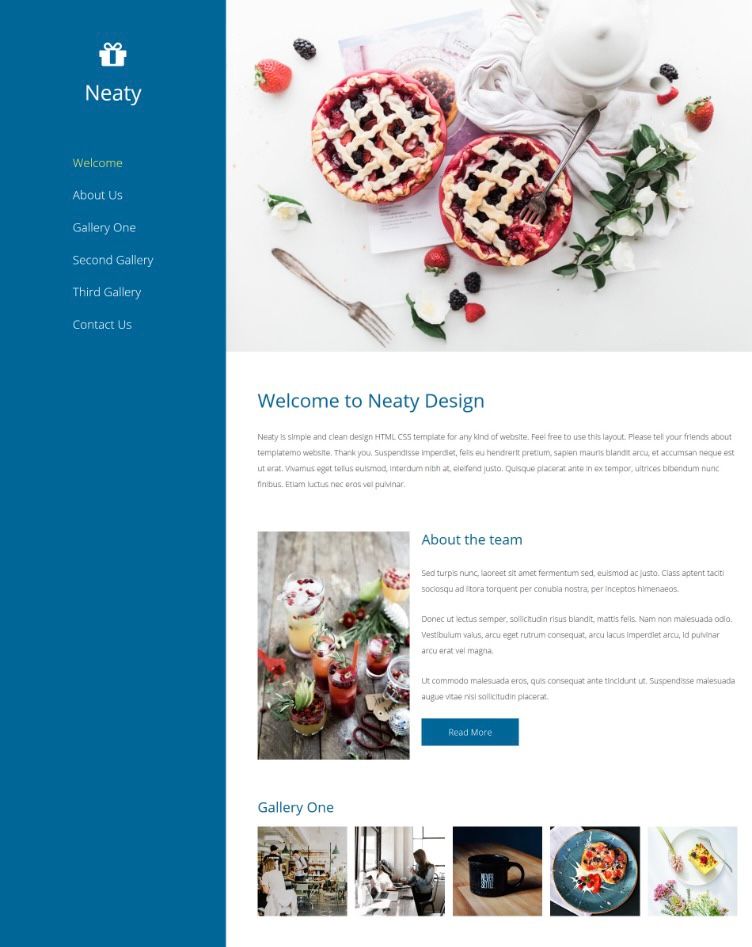 Neaty
Welcome
About Us
Gallery One
Second Gallery
Third Gallery
Contact Us
Welcome to Neaty Design
Neaty is simple and clean design HTML CSS template for any kind of website. Feel free to use this layout. Please tell your friends about
templatemo website. Thank you. Suspendisse imperdiet, felis eu hendrerit pretium, sapien mauris blandit arcu, et accumsan neque est
ut erat. Vivamus eget tellus euismod, interdum nibh at, eleifend justo. Quisque placerat ante in ex tempor, ultrices bibendum nunc
finibus. Etiam luctus nec eros vel pulvinar.
About the team
Sed turpis nunc, laoreet sit amet fermentum sed, euismod ac justo. Class aptent taciti
sociosqu ad litora torquent per conubia nostra, per inceptos himenaeos.
Donec ut lectus semper, sollicitudin risus blandit, mattis felis. Nam non malesuada odio.
Vestibulum valus, arcu eget rutrum consequat, arcu lacus imperdiet arcu, id pulvinar
arcu erat vel magna.
Ut commodo malesuada eros, quis consequat ante tincidunt ut. Suspendisse malesuada
augue vitae nisi sollicitudin placerat.
Read More
Gallery One
NEVER
SETTLE